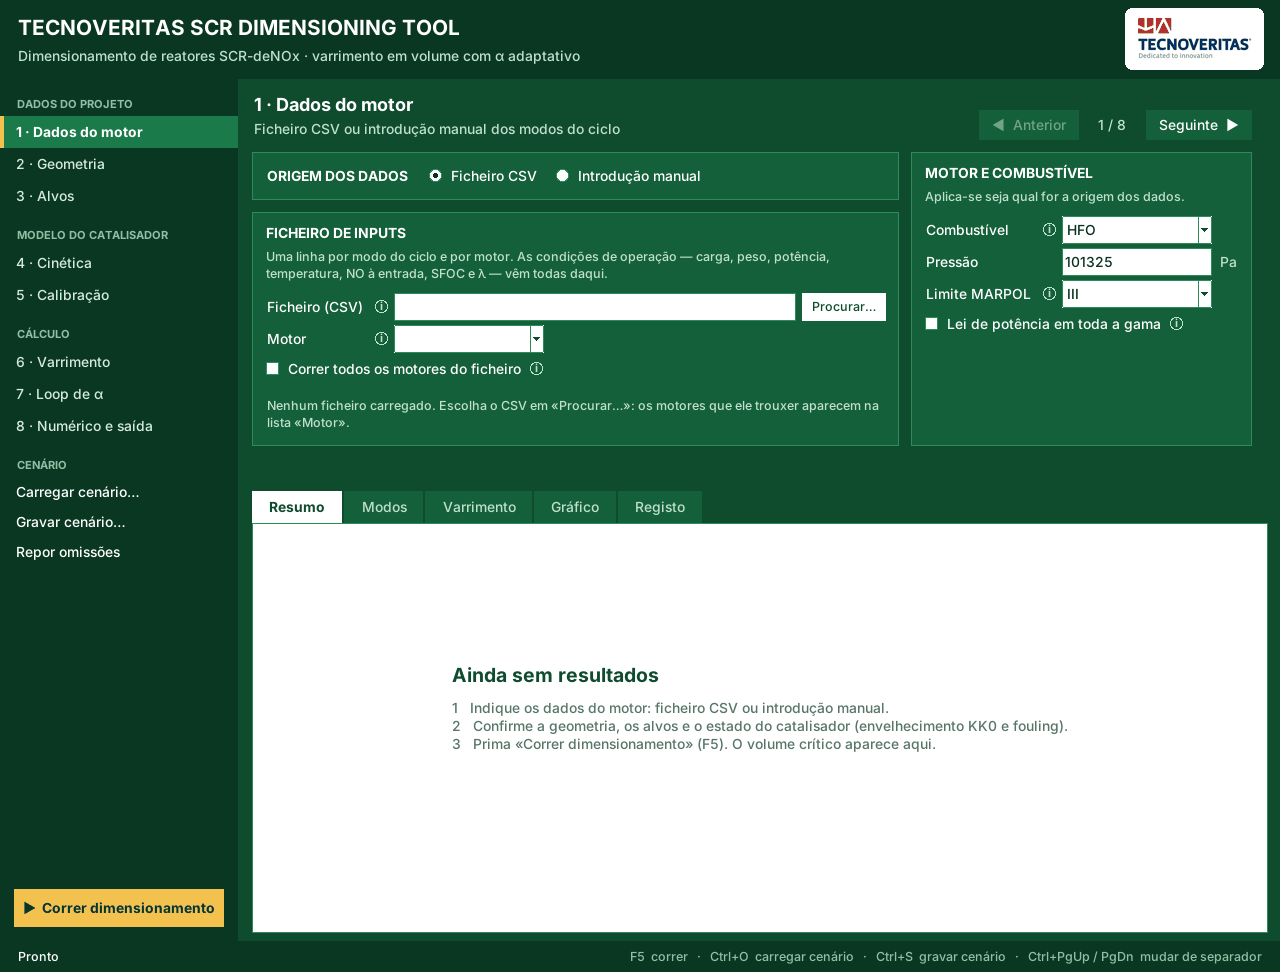 TECNOVERITAS SCR DIMENSIONING TOOL
Dimensionamento de reatores SCR-deNOx · varrimento em volume com α adaptativo
TECNOVERITAS
Dedicated to innovation
DADOS DO PROJETO
1 · Dados do motor
2 · Geometria
3 · Alvos
MODELO DO CATALISADOR
4 · Cinética
5 · Calibração
CÁLCULO
6 · Varrimento
7 · Loop de α
8 · Numérico e saída
CENÁRIO
Carregar cenário...
Gravar cenário...
Repor omissões
▶ Correr dimensionamento
1 · Dados do motor
Ficheiro CSV ou introdução manual dos modos do ciclo
◀ Anterior 1 / 8 Seguinte ▶
ORIGEM DOS DADOS Ficheiro CSV Introdução manual
FICHEIRO DE INPUTS
Uma linha por modo do ciclo e por motor. As condições de operação — carga, peso, potência,
temperatura, NO à entrada, SFOC e λ — vêm todas daqui.
Ficheiro (CSV) ⓘ Procurar...
Motor ⓘ
Correr todos os motores do ficheiro ⓘ
Nenhum ficheiro carregado. Escolha o CSV em «Procurar...»: os motores que ele trouxer aparecem na
lista «Motor».
MOTOR E COMBUSTÍVEL
Aplica-se seja qual for a origem dos dados.
Combustível ⓘ HFO
Pressão 101325 Pa
Limite MARPOL ⓘ III
Lei de potência em toda a gama ⓘ
Resumo Modos Varrimento Gráfico Registo
Ainda sem resultados
1 Indique os dados do motor: ficheiro CSV ou introdução manual.
2 Confirme a geometria, os alvos e o estado do catalisador (envelhecimento KK0 e fouling).
3 Prima «Correr dimensionamento» (F5). O volume crítico aparece aqui.
Pronto
F5 correr · Ctrl+O carregar cenário · Ctrl+S gravar cenário · Ctrl+PgUp / PgDn mudar de separador